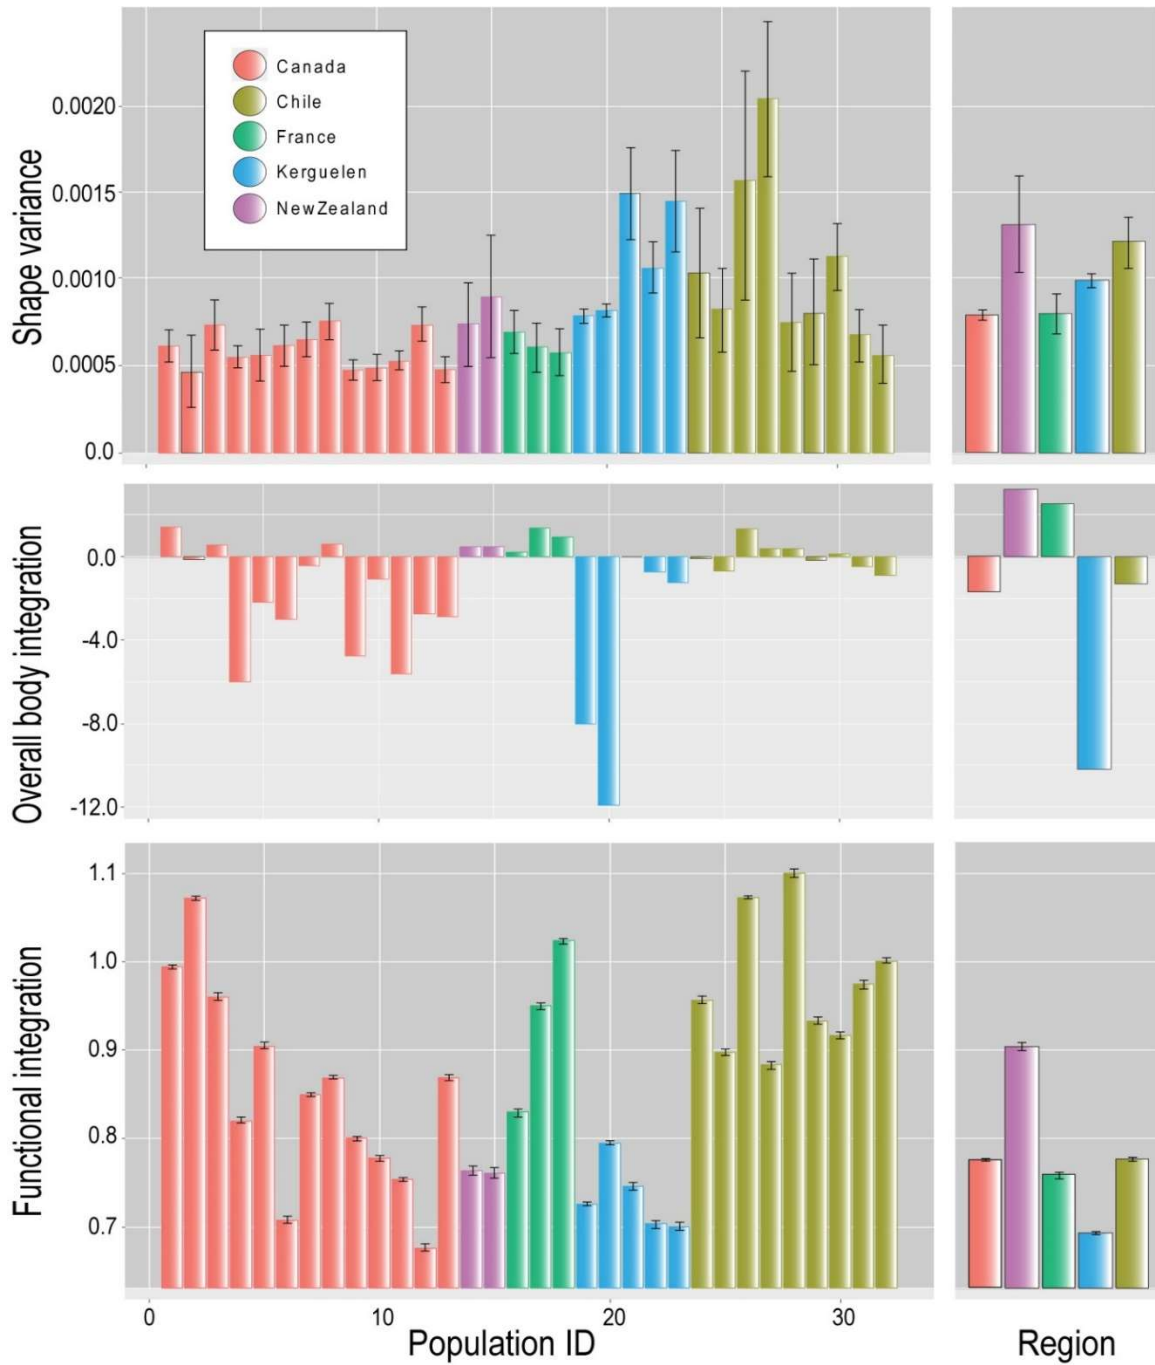 Canada
Chile
France
Kerguelen
NewZealand
Shape variance
0.0020
0.0015
0.0010
0.0005
0.0
Overall body integration
0.0
-4.0
-8.0
-12.0
Functional integration
1.1
1.0
0.9
0.8
0.7
0 10 20 30
Population ID Region